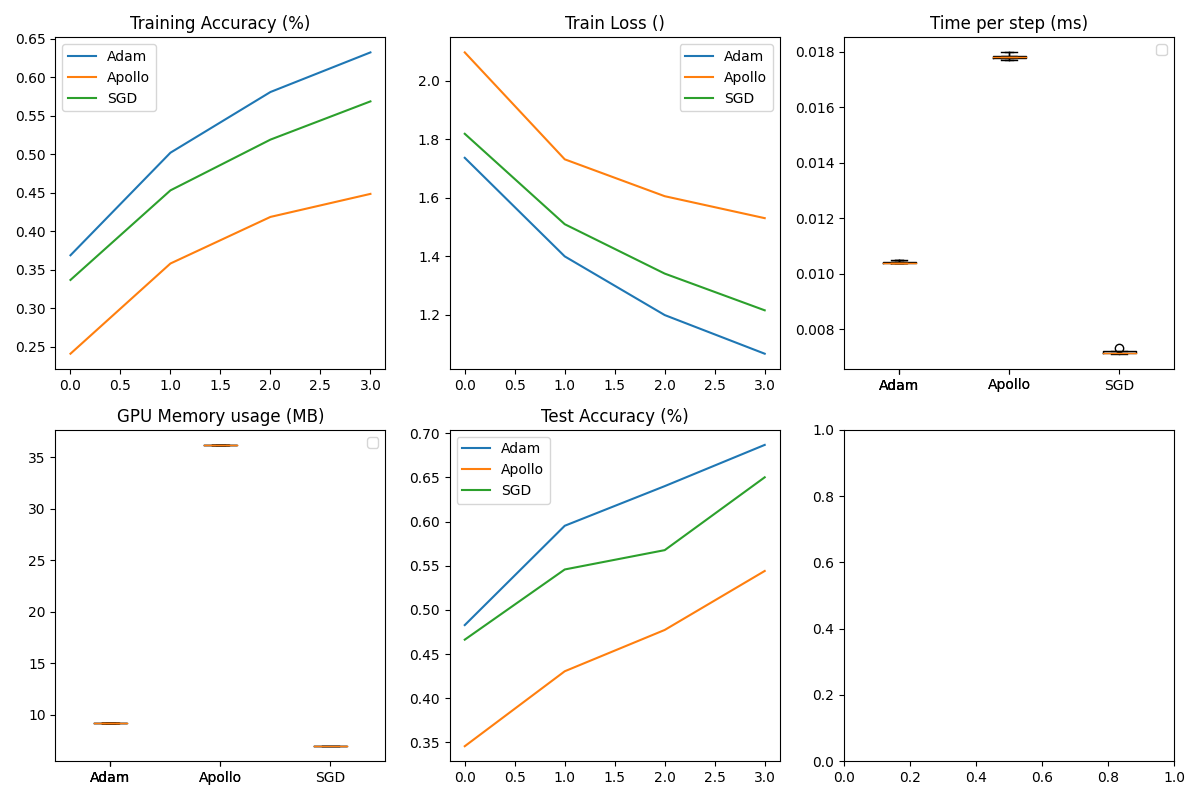 Training Accuracy (%)
0.65
0.60
0.55
0.50
0.45
0.40
0.35
0.30
0.25
0.0 0.5 1.0 1.5 2.0 2.5 3.0
Adam
Apollo
SGD
Train Loss ()
2.0
1.8
1.6
1.4
1.2
0.0 0.5 1.0 1.5 2.0 2.5 3.0
Adam
Apollo
SGD
Time per step (ms)
0.018
0.016
0.014
0.012
0.010
0.008
Adam Apollo SGD
GPU Memory usage (MB)
35
30
25
20
15
10
Adam Apollo SGD
Test Accuracy (%)
0.70
0.65
0.60
0.55
0.50
0.45
0.40
0.35
0.0 0.5 1.0 1.5 2.0 2.5 3.0
Adam
Apollo
SGD
1.0
0.8
0.6
0.4
0.2
0.0
0.0 0.2 0.4 0.6 0.8 1.0